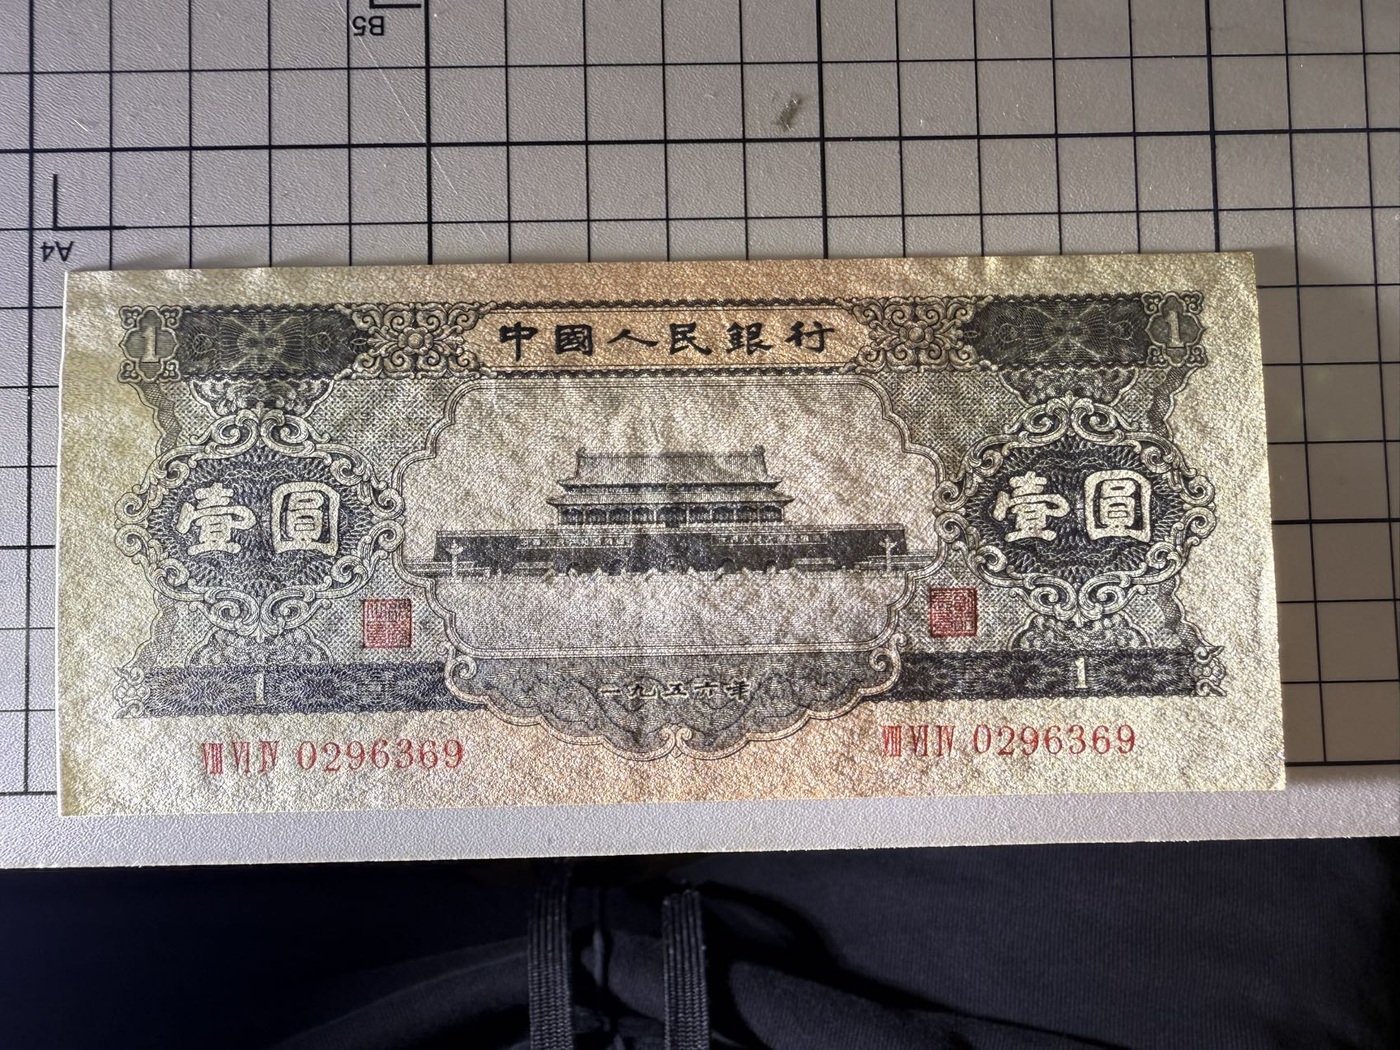 B5
A4
1 中國人民銀行 1
壹圓 壹圓
1 1
一九五六年
Ⅷ Ⅵ Ⅳ 0296369 Ⅷ Ⅵ Ⅳ 0296369